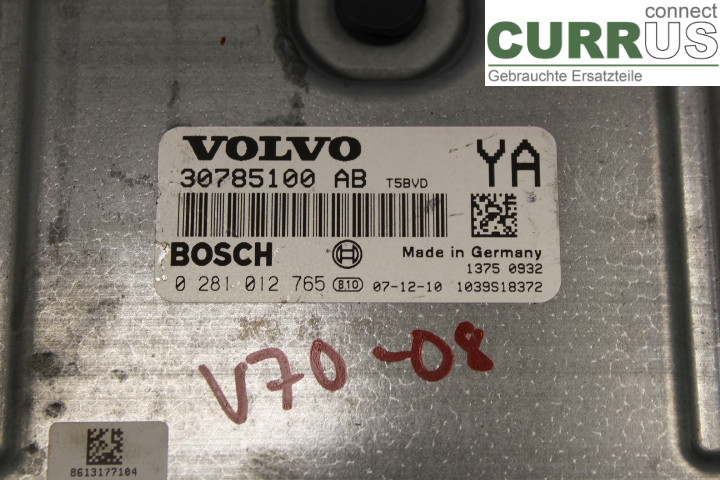 connect
CURRUS
Gebrauchte Ersatzteile
VOLVO
YA
30785100 AB T5BVD
BOSCH
Made in Germany
1375 0932
0 281 012 765 B10 07-12-10 1039S18372
V70-08
8613177104